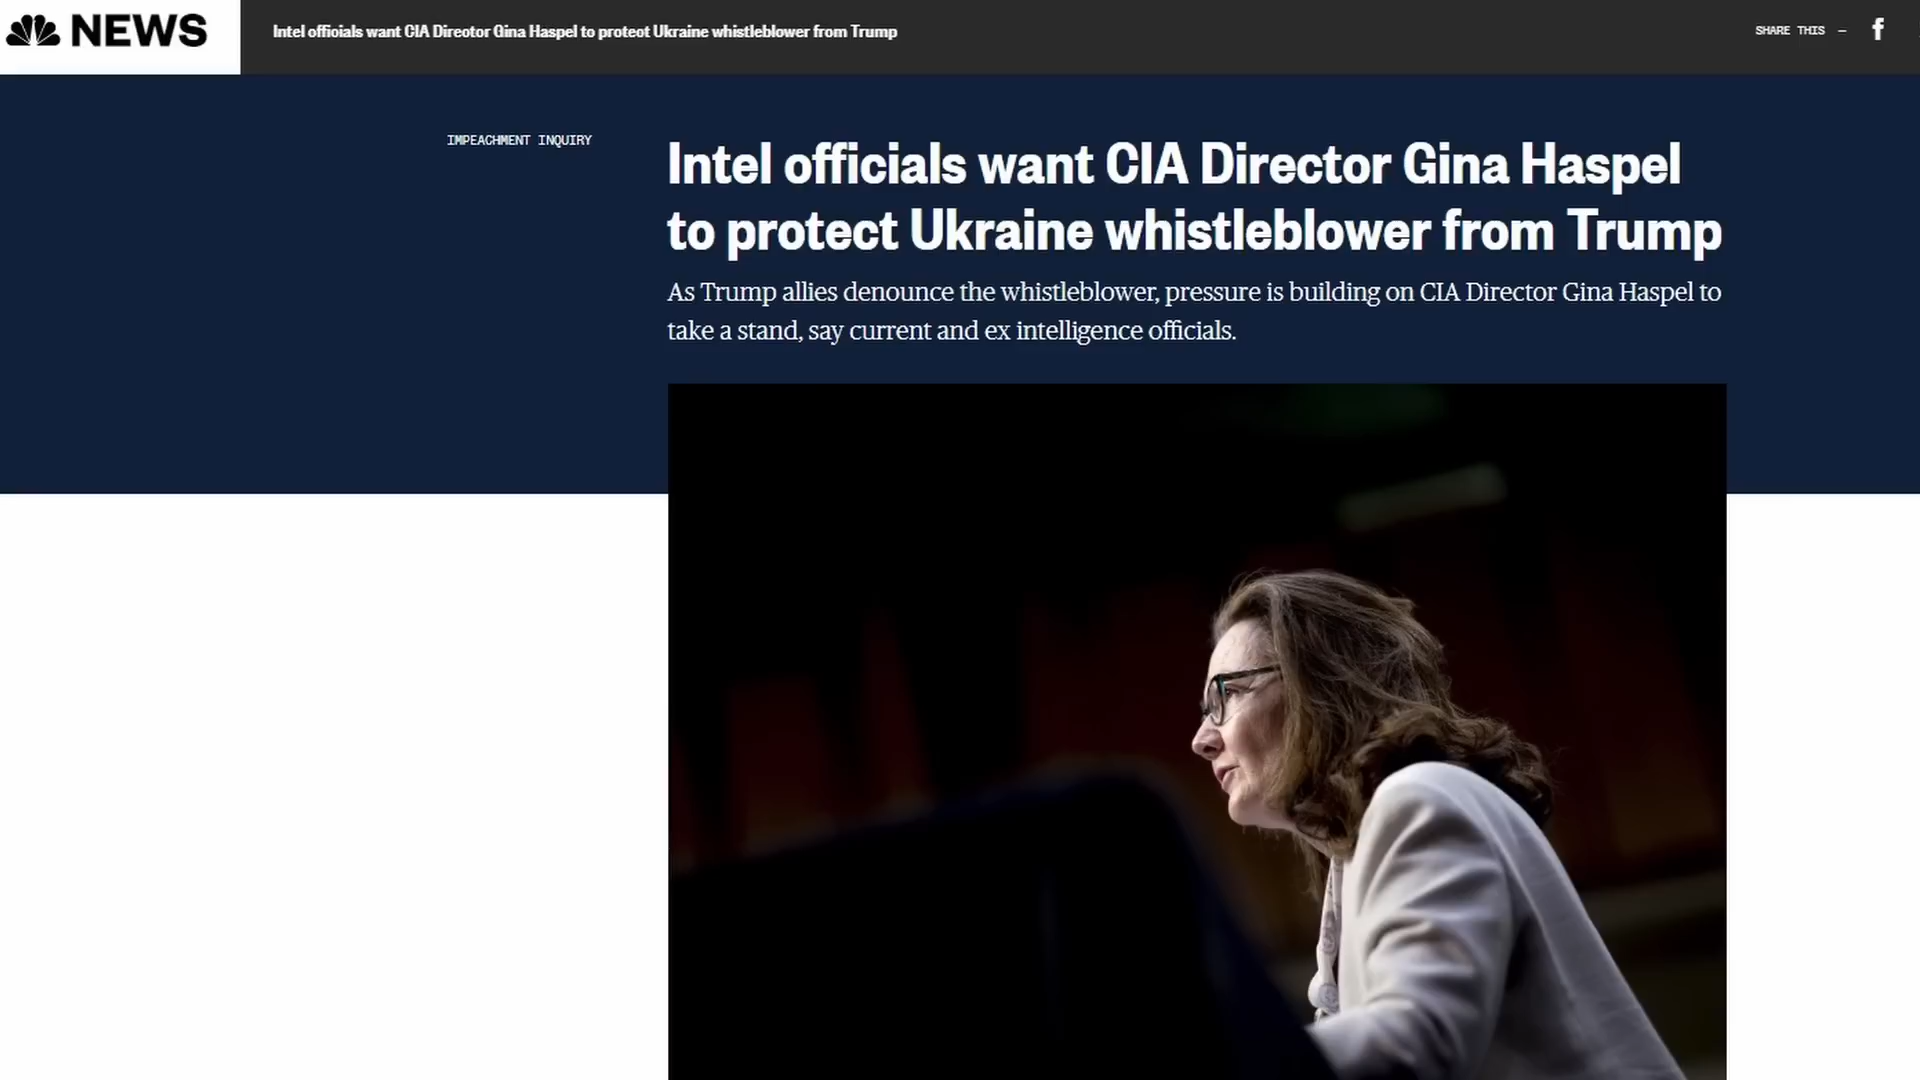 NEWS
Intel officials want CIA Director Gina Haspel to protect Ukraine whistleblower from Trump
SHARE THIS —
f
IMPEACHMENT INQUIRY
Intel officials want CIA Director Gina Haspel
to protect Ukraine whistleblower from Trump
As Trump allies denounce the whistleblower, pressure is building on CIA Director Gina Haspel to
take a stand, say current and ex intelligence officials.